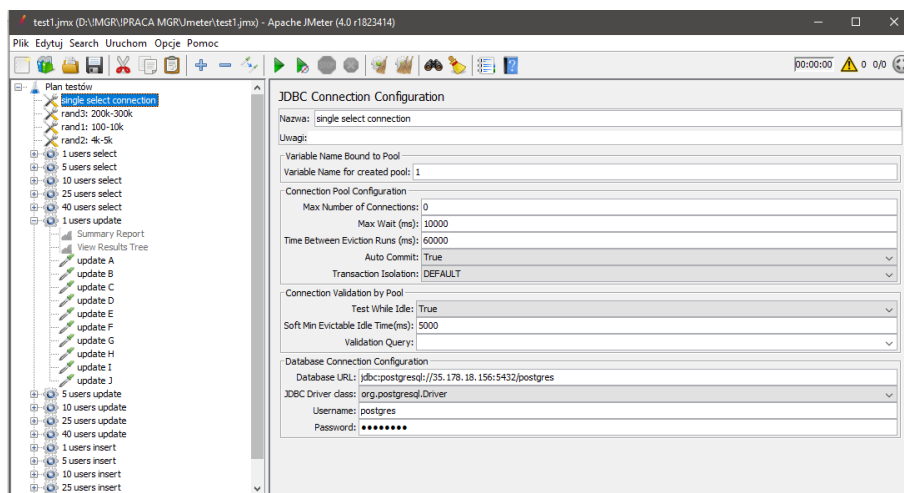 test1.jmx (D:\!MGR\!PRACA MGR\Jmeter\test1.jmx) - Apache JMeter (4.0 r1823414)
Plik Edytuj Search Uruchom Opcje Pomoc
00:00:00 0 0/0
Plan testów
single select connection
rand3: 200k-300k
rand1: 100-10k
rand2: 4k-5k
1 users select
5 users select
10 users select
25 users select
40 users select
1 users update
Summary Report
View Results Tree
update A
update B
update C
update D
update E
update F
update G
update H
update I
update J
5 users update
10 users update
25 users update
40 users update
1 users insert
5 users insert
10 users insert
25 users insert
JDBC Connection Configuration
Nazwa: single select connection
Uwagi:
Variable Name Bound to Pool
Variable Name for created pool: 1
Connection Pool Configuration
Max Number of Connections: 0
Max Wait (ms): 10000
Time Between Eviction Runs (ms): 60000
Auto Commit: True
Transaction Isolation: DEFAULT
Connection Validation by Pool
Test While Idle: True
Soft Min Evictable Idle Time(ms): 5000
Validation Query:
Database Connection Configuration
Database URL: jdbc:postgresql://35.178.18.156:5432/postgres
JDBC Driver class: org.postgresql.Driver
Username: postgres
Password: ●●●●●●●●